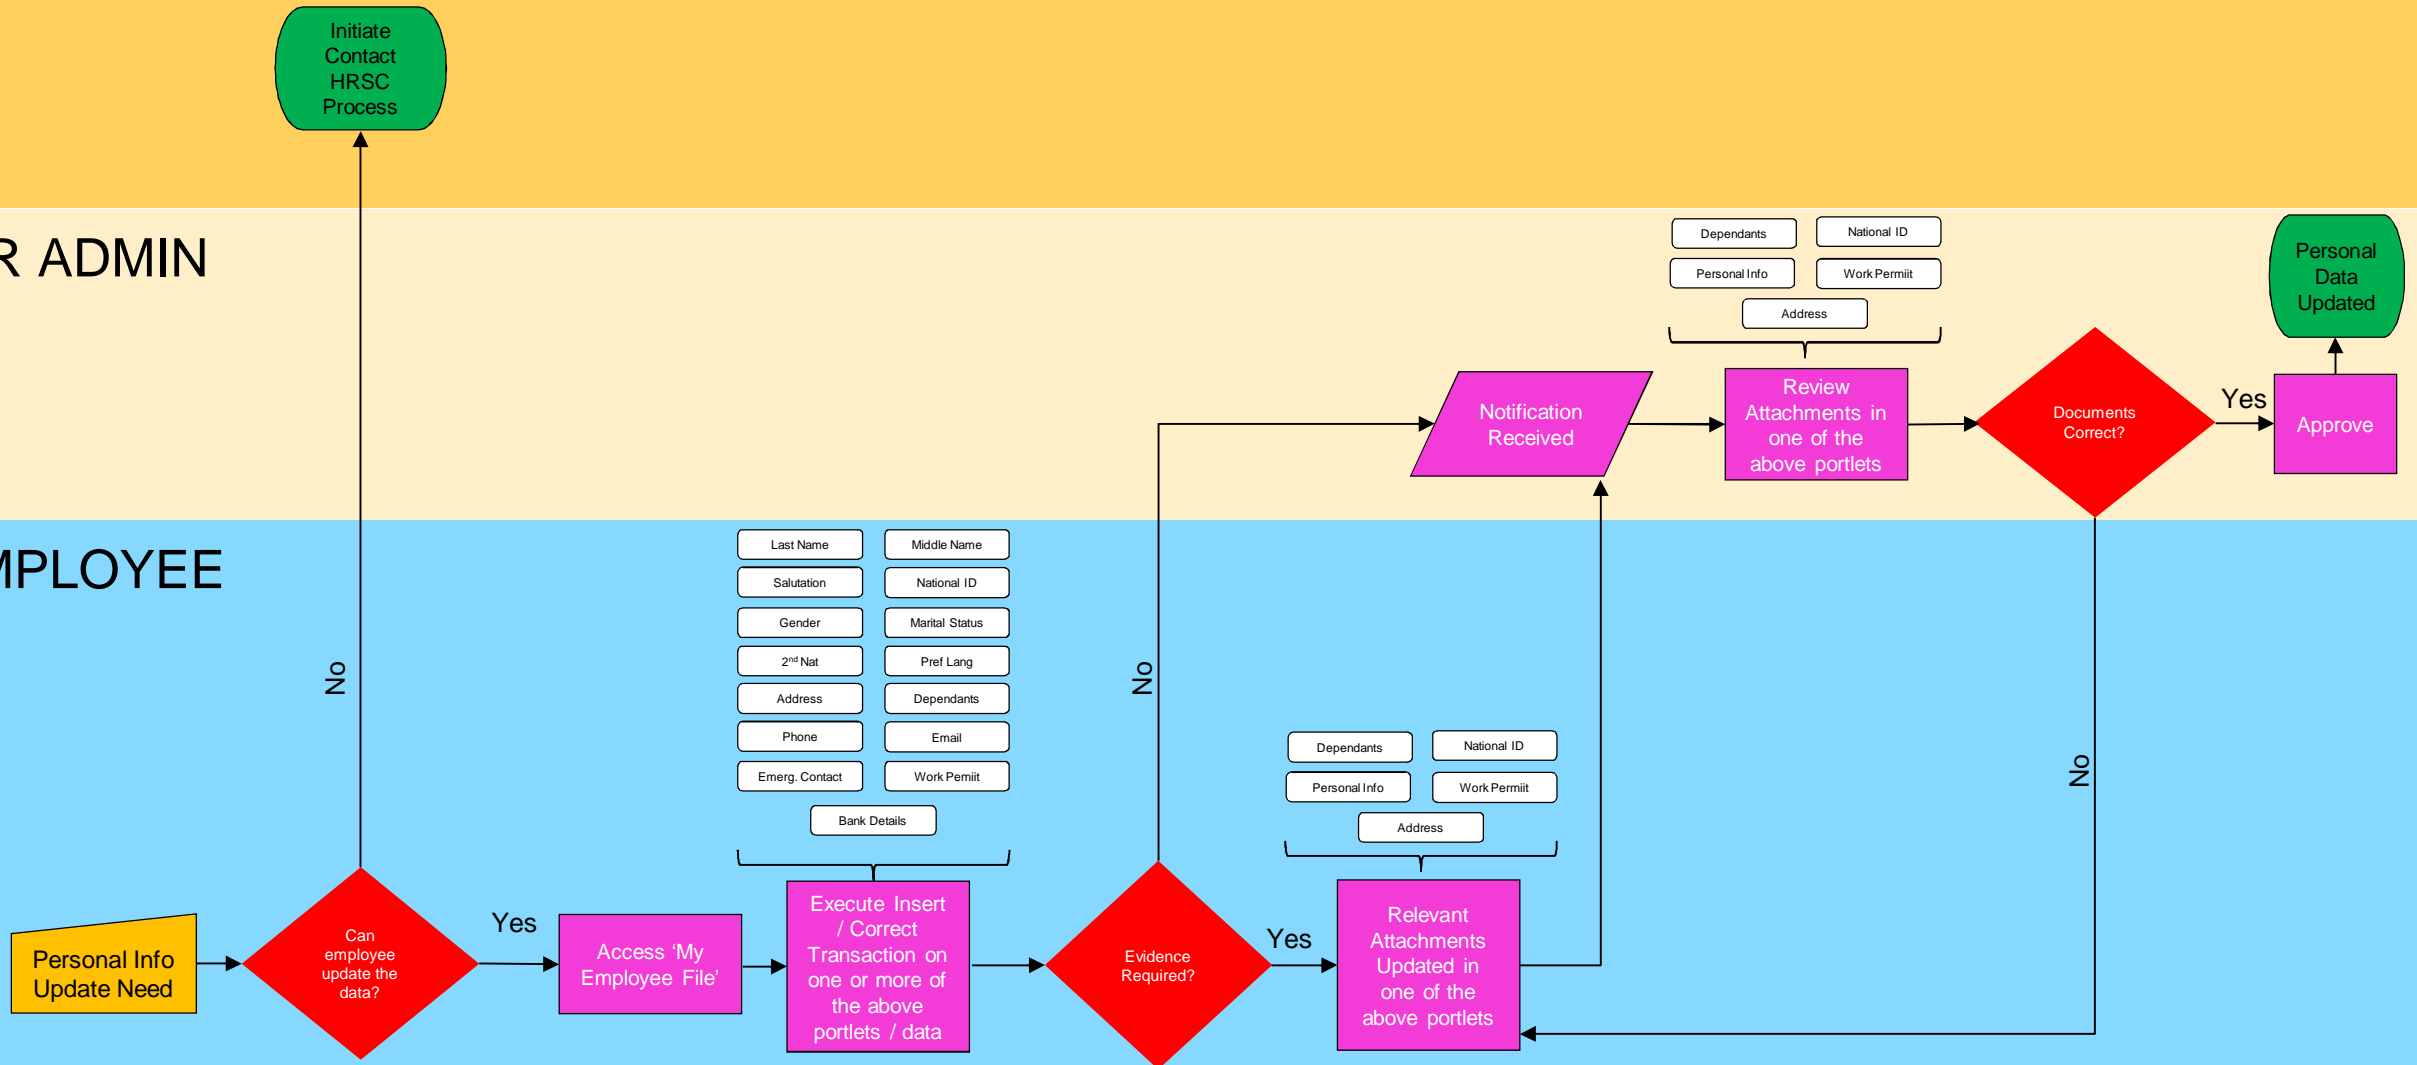 Initiate
Contact
HRSC
Process
R ADMIN
Dependants
National ID
Personal Info
Work Permiit
Address
Personal
Data
Updated
Notification
Received
Review
Attachments in
one of the
above portlets
Documents
Correct?
Yes
Approve
MPLOYEE
No
Last Name
Middle Name
Salutation
National ID
Gender
Marital Status
2nd Nat
Pref Lang
Address
Dependants
Phone
Email
Emerg. Contact
Work Pemiit
Bank Details
No
Dependants
National ID
Personal Info
Work Permiit
Address
No
Personal Info
Update Need
Can
employee
update the
data?
Yes
Access ‘My
Employee File’
Execute Insert
/ Correct
Transaction on
one or more of
the above
portlets / data
Evidence
Required?
Yes
Relevant
Attachments
Updated in
one of the
above portlets